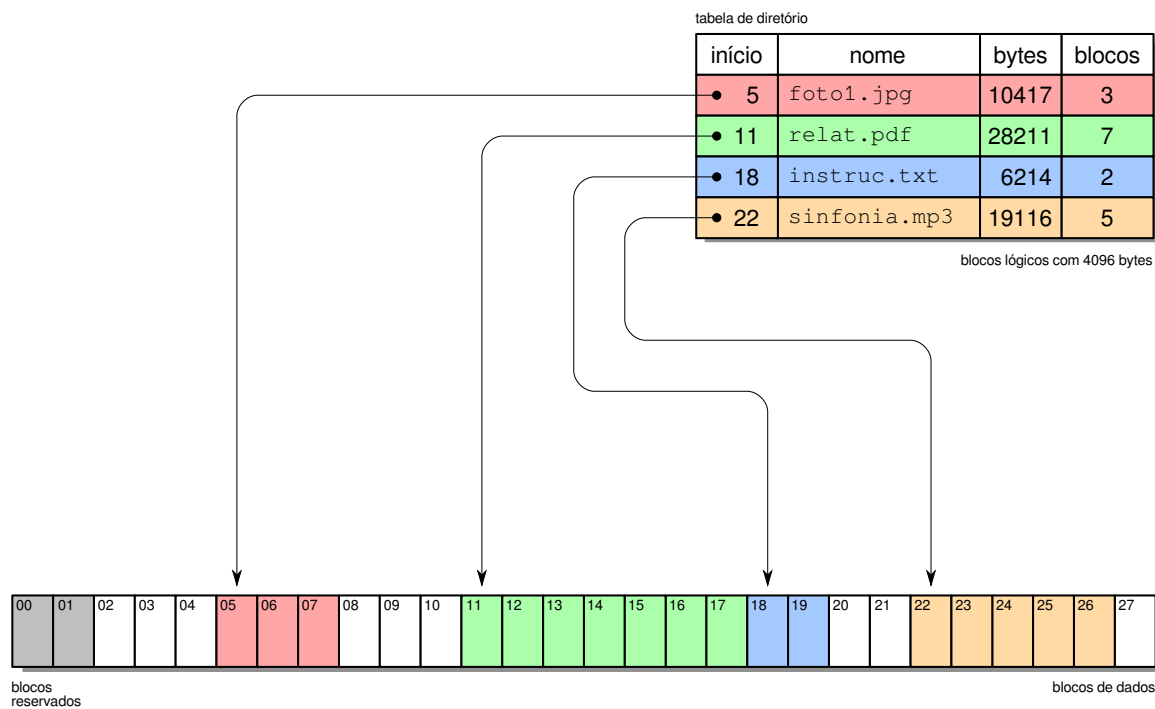 tabela de diretório
início nome bytes blocos
5 foto1.jpg 10417 3
11 relat.pdf 28211 7
18 instruc.txt 6214 2
22 sinfonia.mp3 19116 5
blocos lógicos com 4096 bytes
00 01 02 03 04 05 06 07 08 09 10 11 12 13 14 15 16 17 18 19 20 21 22 23 24 25 26 27
blocos
reservados
blocos de dados